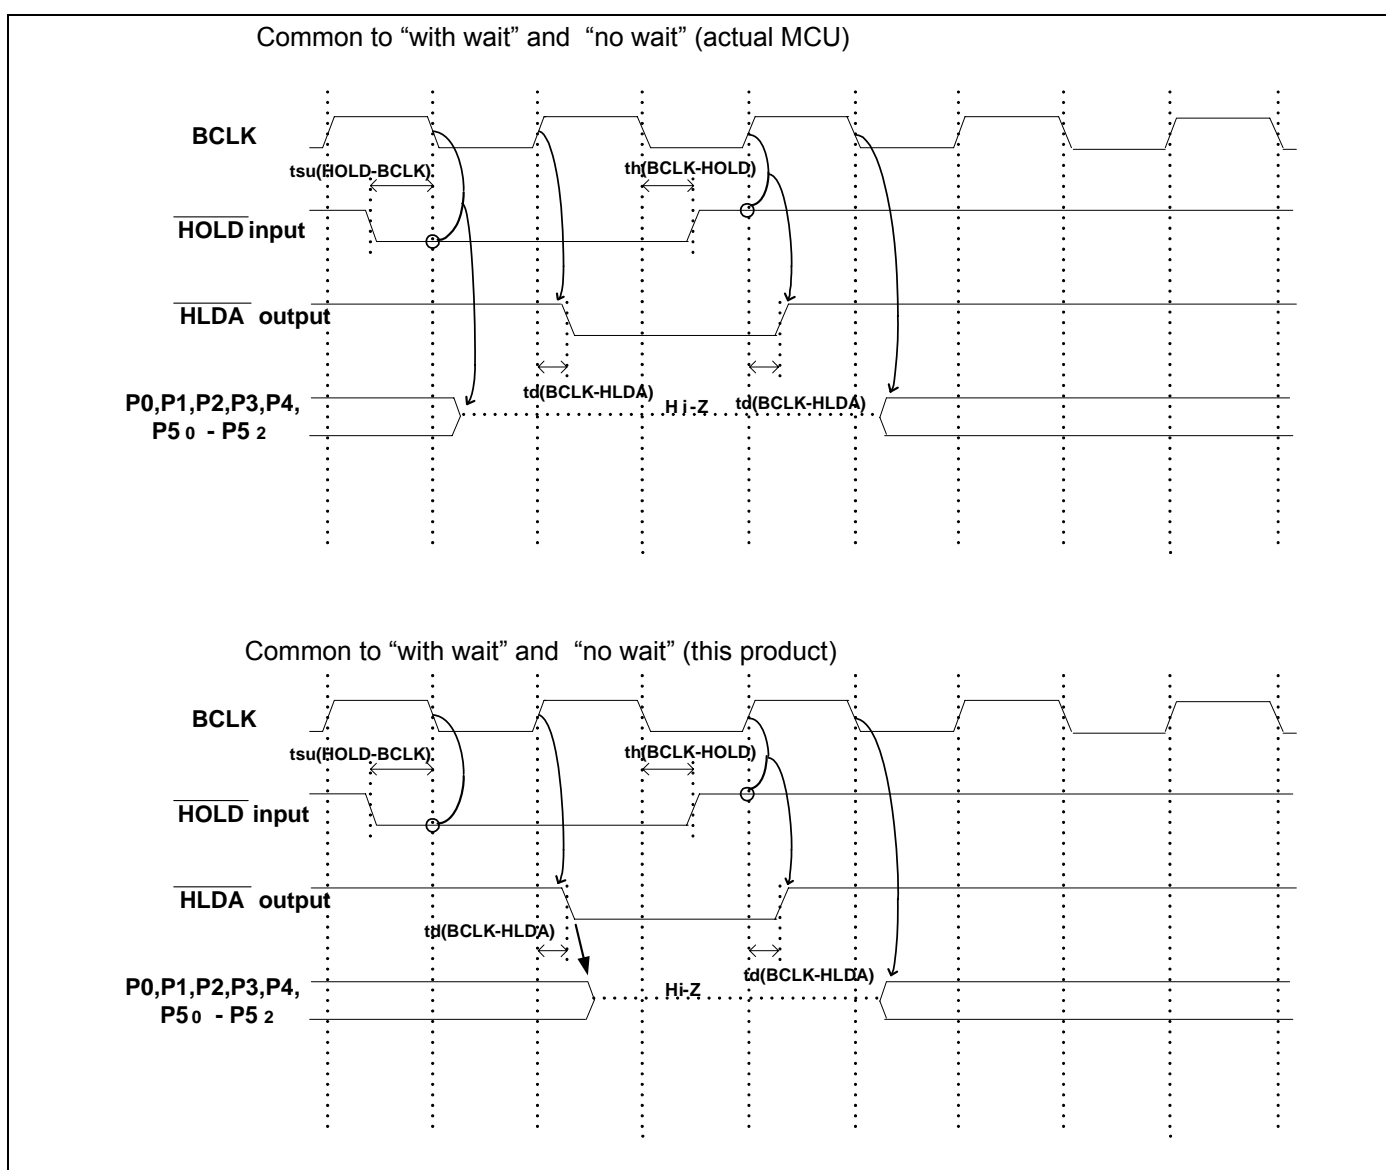 Common to “with wait” and “no wait” (actual MCU)
BCLK
tsu(HOLD-BCLK)
th(BCLK-HOLD)
HOLD input
HLDA output
td(BCLK-HLDA)
Hi-Z
td(BCLK-HLDA)
P0,P1,P2,P3,P4,
P50 - P52
Common to “with wait” and “no wait” (this product)
BCLK
tsu(HOLD-BCLK)
th(BCLK-HOLD)
HOLD input
HLDA output
td(BCLK-HLDA)
td(BCLK-HLDA)
Hi-Z
P0,P1,P2,P3,P4,
P50 - P52